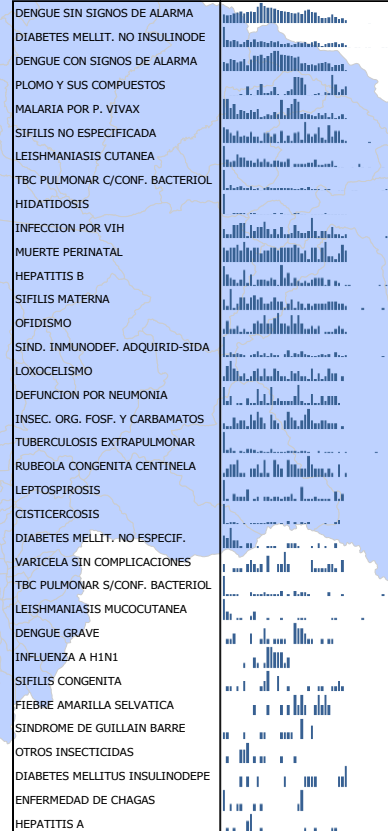 DENGUE SIN SIGNOS DE ALARMA
DIABETES MELLIT. NO INSULINODE
DENGUE CON SIGNOS DE ALARMA
PLOMO Y SUS COMPUESTOS
MALARIA POR P. VIVAX
SIFILIS NO ESPECIFICADA
LEISHMANIASIS CUTANEA
TBC PULMONAR C/CONF. BACTERIOL
HIDATIDOSIS
INFECCION POR VIH
MUERTE PERINATAL
HEPATITIS B
SIFILIS MATERNA
OFIDISMO
SIND. INMUNODEF. ADQUIRID-SIDA
LOXOCELISMO
DEFUNCION POR NEUMONIA
INSEC. ORG. FOSF. Y CARBAMATOS
TUBERCULOSIS EXTRAPULMONAR
RUBEOLA CONGENITA CENTINELA
LEPTOSPIROSIS
CISTICERCOSIS
DIABETES MELLIT. NO ESPECIF.
VARICELA SIN COMPLICACIONES
TBC PULMONAR S/CONF. BACTERIOL
LEISHMANIASIS MUCOCUTANEA
DENGUE GRAVE
INFLUENZA A H1N1
SIFILIS CONGENITA
FIEBRE AMARILLA SELVATICA
SINDROME DE GUILLAIN BARRE
OTROS INSECTICIDAS
DIABETES MELLITUS INSULINODEPE
ENFERMEDAD DE CHAGAS
HEPATITIS A